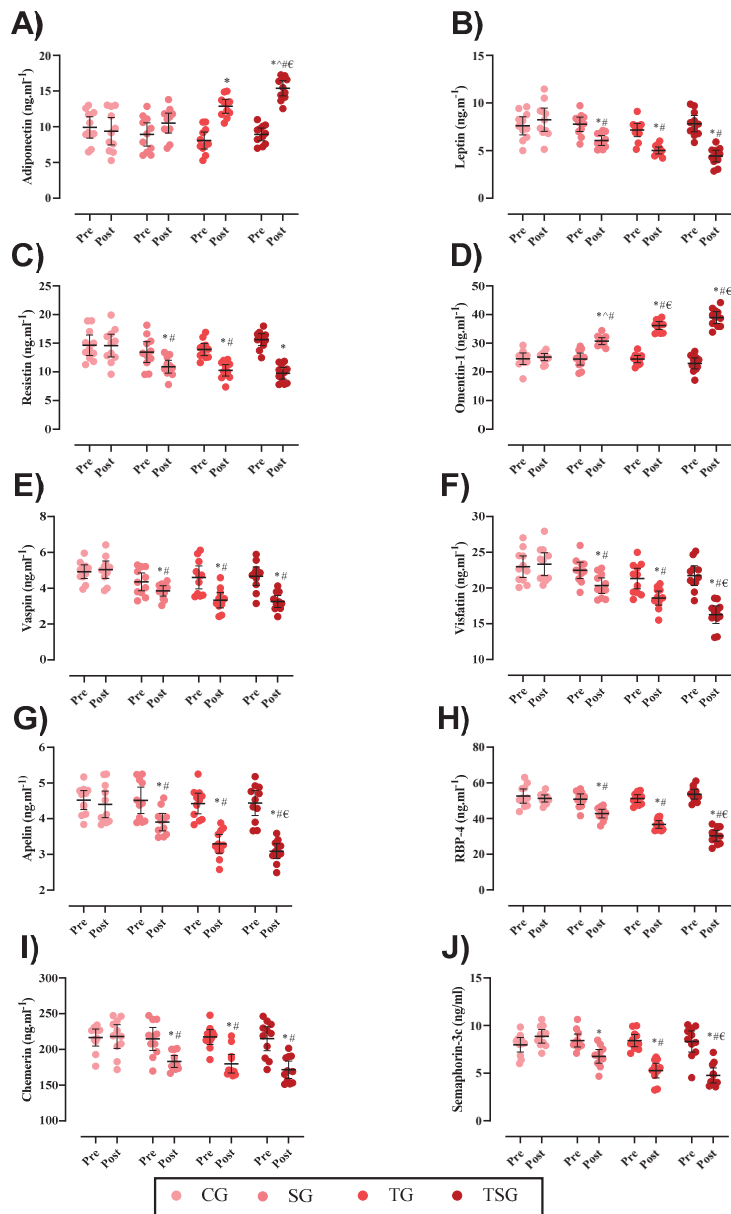 A)
Adiponectin (ng.ml-1)
20
15
10
5
0
*
*^#€
Pre Post Pre Post Pre Post Pre Post
B)
Leptin (ng.m-1)
15
10
5
0
*#
*#
*#
Pre Post Pre Post Pre Post Pre Post
C)
Resistin (ng.ml-1)
25
20
15
10
5
0
*#
*#
*
Pre Post Pre Post Pre Post Pre Post
D)
Omentin-1 (ng.ml-1)
50
40
30
20
10
0
*^#
*#€
*#€
Pre Post Pre Post Pre Post Pre Post
E)
Vaspin (ng.ml-1)
8
6
4
2
0
*#
*#
*#
Pre Post Pre Post Pre Post Pre Post
F)
Visfatin (ng.ml-1)
30
25
20
15
10
*#
*#
*#€
Pre Post Pre Post Pre Post Pre Post
G)
Apelin (ng.ml-1)
6
5
4
3
2
*#
*#
*#€
Pre Post Pre Post Pre Post Pre Post
H)
RBP-4 (ng.ml-1)
80
60
40
20
0
*#
*#
*#€
Pre Post Pre Post Pre Post Pre Post
I)
Chemerin (ng.ml-1)
300
250
200
150
100
*#
*#
*#
Pre Post Pre Post Pre Post Pre Post
J)
Semaphorin-3c (ng/ml)
15
10
5
0
*
*#
*#€
Pre Post Pre Post Pre Post Pre Post
CG SG TG TSG